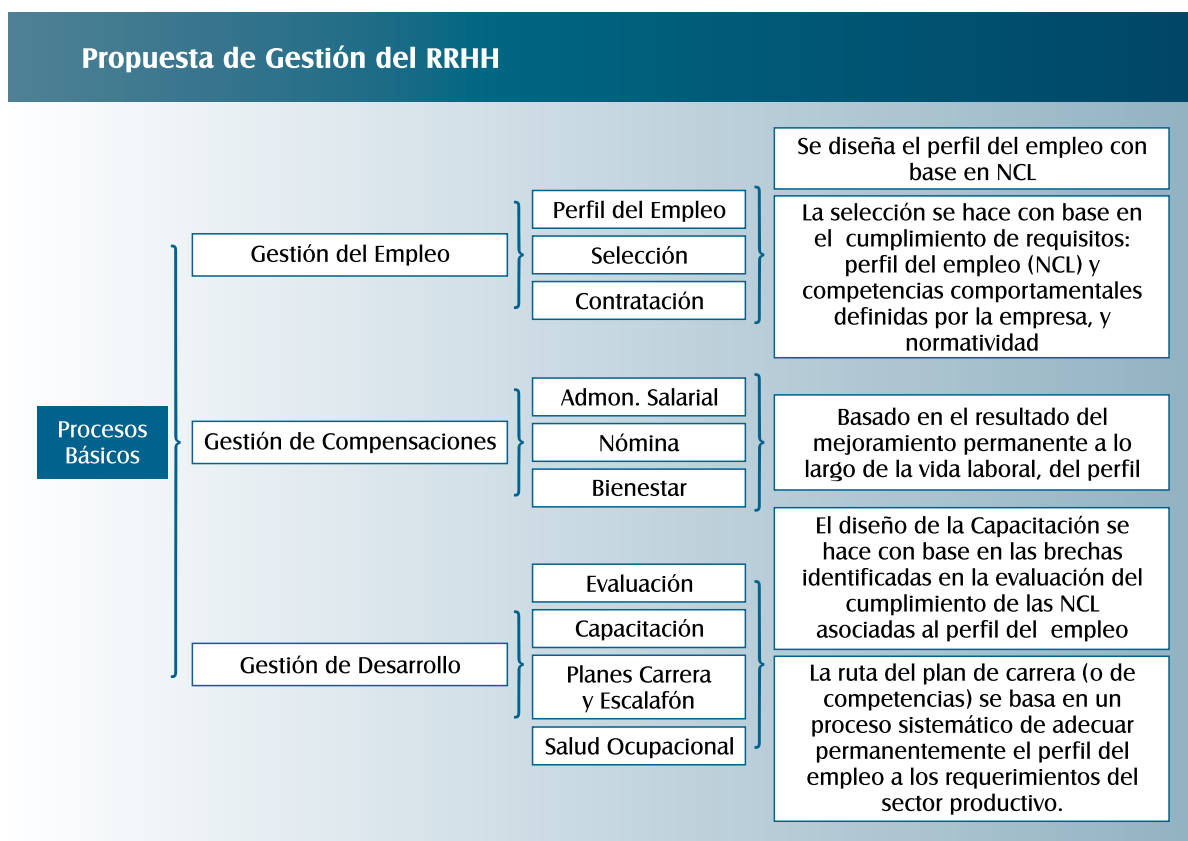 Propuesta de Gestión del RRHH
Procesos
Básicos
Gestión del Empleo
Perfil del Empleo
Selección
Contratación
Se diseña el perfil del empleo con
base en NCL
La selección se hace con base en
el cumplimiento de requisitos:
perfil del empleo (NCL) y
competencias comportamentales
definidas por la empresa, y
normatividad
Gestión de Compensaciones
Admon. Salarial
Nómina
Bienestar
Basado en el resultado del
mejoramiento permanente a lo
largo de la vida laboral, del perfil
Gestión de Desarrollo
Evaluación
Capacitación
Planes Carrera
y Escalafón
Salud Ocupacional
El diseño de la Capacitación se
hace con base en las brechas
identificadas en la evaluación del
cumplimiento de las NCL
asociadas al perfil del empleo
La ruta del plan de carrera (o de
competencias) se basa en un
proceso sistemático de adecuar
permanentemente el perfil del
empleo a los requerimientos del
sector productivo.